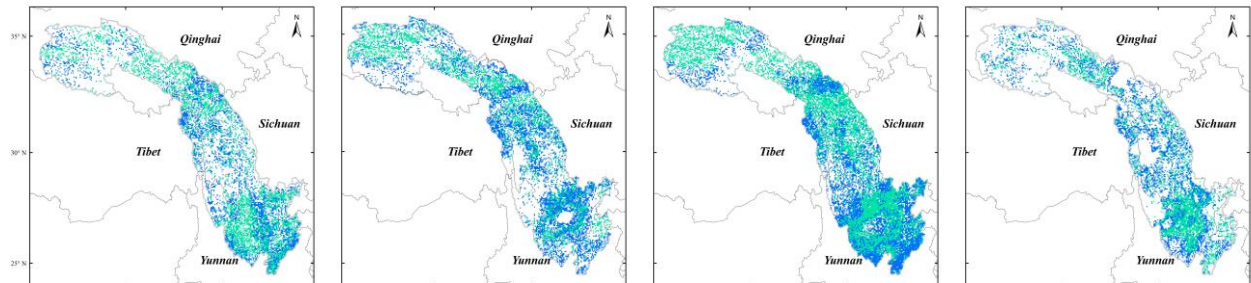 N N N N
35° N Qinghai Qinghai Qinghai Qinghai
Sichuan Sichuan Sichuan Sichuan
30° N Tibet Tibet Tibet Tibet
25° N Yunnan Yunnan Yunnan Yunnan